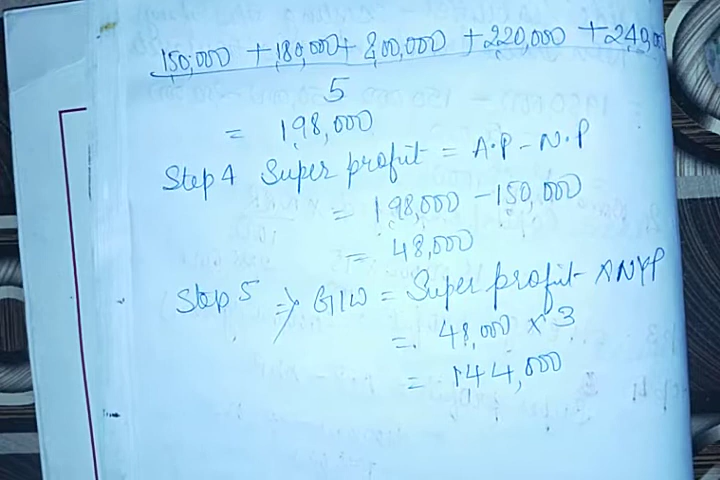 150,000 + 180,000 + 200,000 + 220,000 + 240,00
5
= 198,000
Step 4 Super profit = A.P - N.P
= 198,000 - 150,000
= 48,000
Step 5 => G/W = Super profit × NYP
= 48,000 × 3
= 144,000